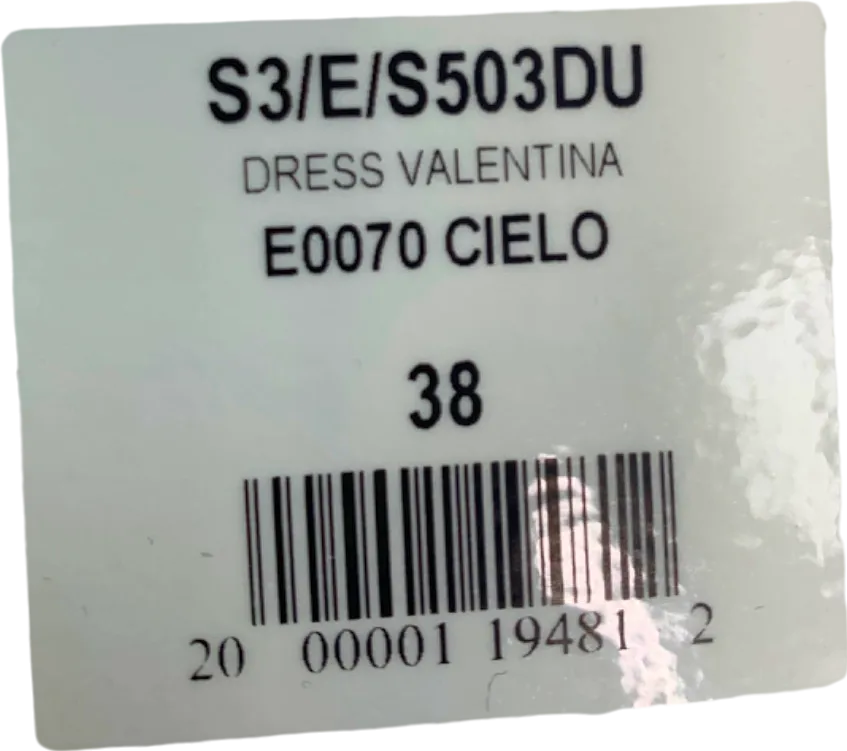 S3/E/S503DU
DRESS VALENTINA
E0070 CIELO
38
20 00001 19481 2